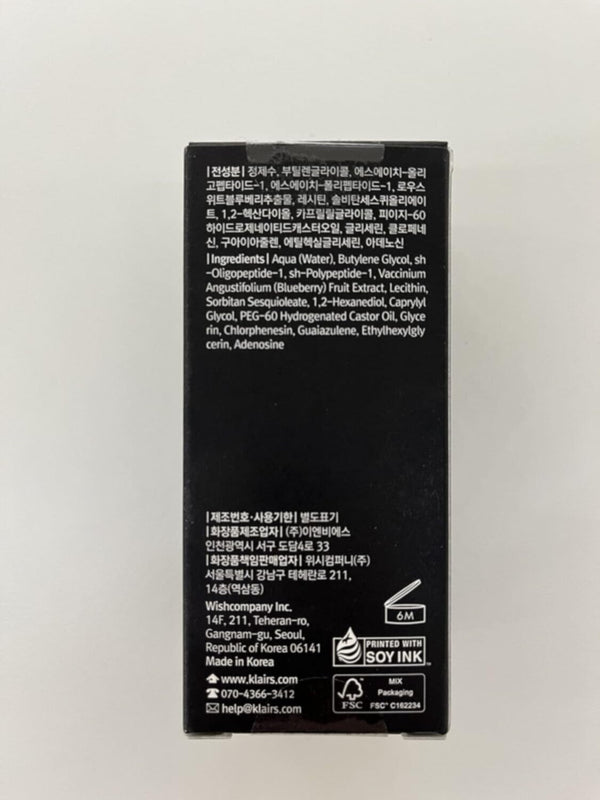 |전성분| 정제수, 부틸렌글라이콜, 에스에이치-올리
고펩타이드-1, 에스에이치-폴리펩타이드-1, 로우스
위트블루베리추출물, 레시틴, 솔비탄세스퀴올리에이
트, 1,2-헥산다이올, 카프릴릴글라이콜, 피이지-60
하이드로제네이티드캐스터오일, 글리세린, 클로페네
신, 구아이아줄렌, 에틸헥실글리세린, 아데노신
|Ingredients| Aqua (Water), Butylene Glycol, sh
-Oligopeptide-1, sh-Polypeptide-1, Vaccinium
Angustifolium (Blueberry) Fruit Extract, Lecithin,
Sorbitan Sesquioleate, 1,2-Hexanediol, Caprylyl
Glycol, PEG-60 Hydrogenated Castor Oil, Glyce
rin, Chlorphenesin, Guaiazulene, Ethylhexylgly
cerin, Adenosine
|제조번호·사용기한| 별도표기
|화장품제조업자| (주)이엔비에스
인천광역시 서구 도담4로 33
|화장품책임판매업자| 위시컴퍼니(주)
서울특별시 강남구 테헤란로 211,
14층(역삼동)
Wishcompany Inc.
14F, 211, Teheran-ro,
Gangnam-gu, Seoul,
Republic of Korea 06141
Made in Korea
www.klairs.com
070-4366-3412
help@klairs.com
6M
PRINTED WITH
SOY INK™
FSC
MIX
Packaging
FSC® C162234